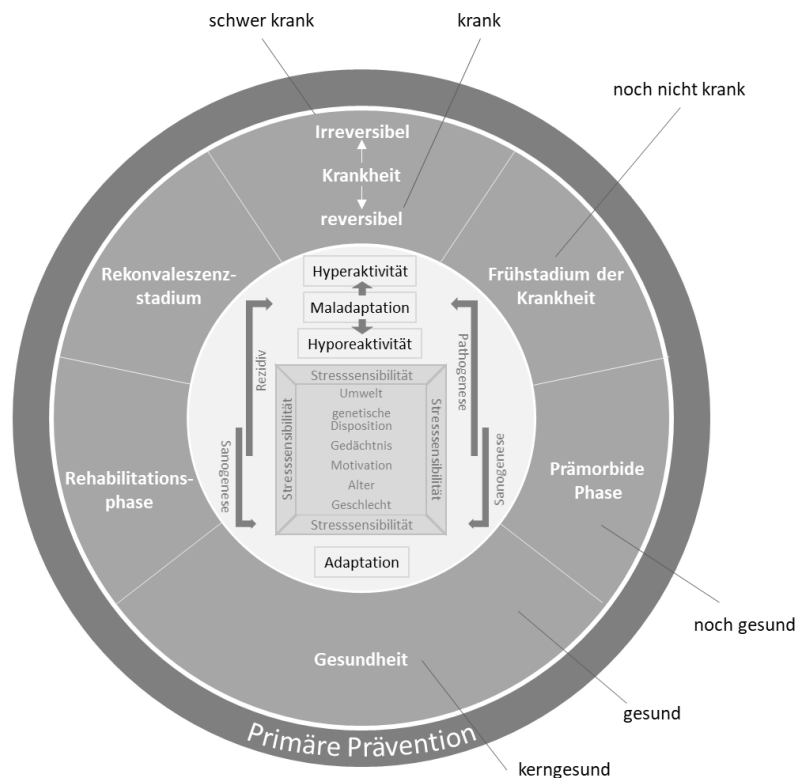 schwer krank
krank
noch nicht krank
Irreversibel
Krankheit
reversibel
Rekonvaleszenz-
stadium
Frühstadium der
Krankheit
Hyperaktivität
Maladaptation
Hyporeaktivität
Rezidiv
Pathogenese
Stresssensibilität
Stresssensibilität
Umwelt
genetische
Disposition
Gedächtnis
Motivation
Alter
Geschlecht
Stresssensibilität
Stresssensibilität
Sanogenese
Sanogenese
Rehabilitations-
phase
Prämorbide
Phase
Adaptation
noch gesund
Gesundheit
gesund
Primäre Prävention
kerngesund